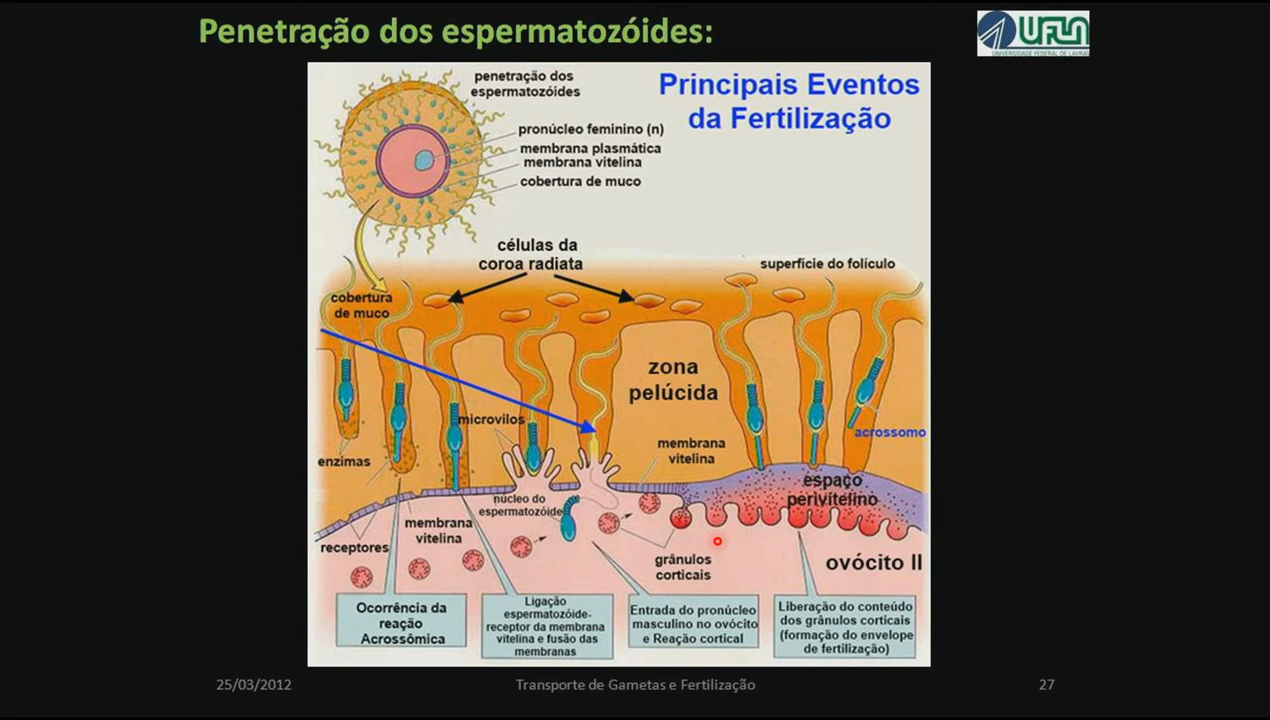 Penetração dos espermatozóides:
UFLA
UNIVERSIDADE FEDERAL DE LAVRAS
Principais Eventos
da Fertilização
penetração dos
espermatozóides
pronúcleo feminino (n)
membrana plasmática
membrana vitelina
cobertura de muco
células da
coroa radiata
superfície do folículo
cobertura
de muco
zona
pelúcida
microvilos
acrossomo
membrana
vitelina
enzimas
espaço
perivitelino
núcleo do
espermatozóide
membrana
vitelina
receptores
grânulos
corticais
ovócito II
Ocorrência da
reação
Acrossômica
Ligação
espermatozóide-
receptor da membrana
vitelina e fusão das
membranas
Entrada do pronúcleo
masculino no ovócito
e Reação cortical
Liberação do conteúdo
dos grânulos corticais
(formação do envelope
de fertilização)
25/03/2012
Transporte de Gametas e Fertilização
27